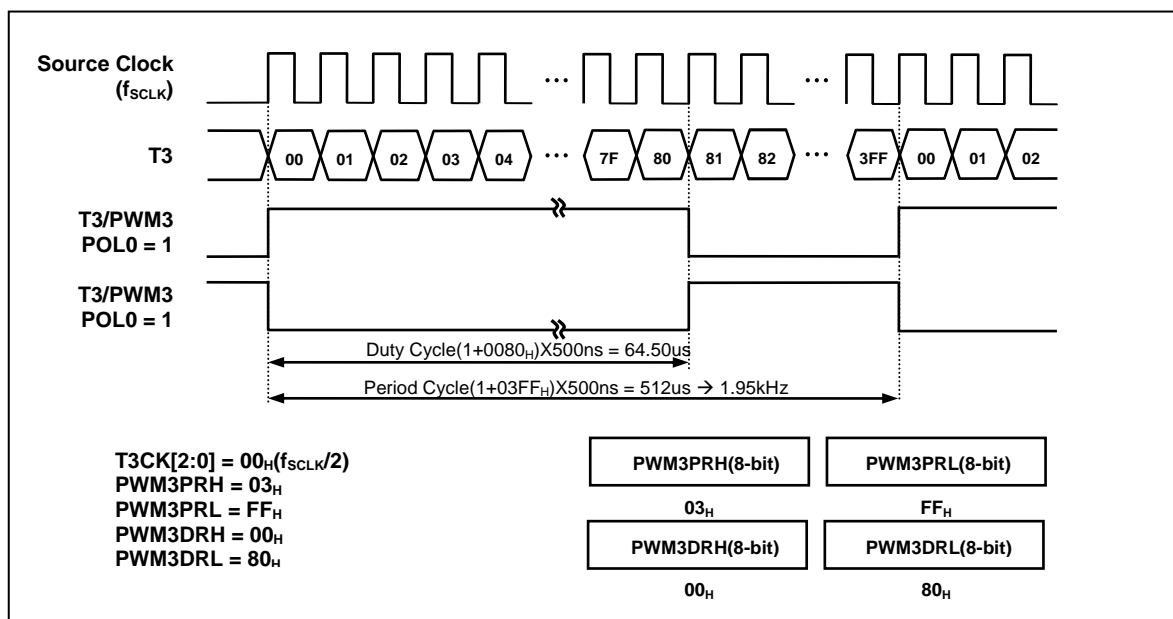 Source Clock
(fSCLK)
... ...
T3
00 01 02 03 04 ... 7F 80 81 82 ... 3FF 00 01 02
T3/PWM3
POL0 = 1
T3/PWM3
POL0 = 1
Duty Cycle(1+0080H)X500ns = 64.50us
Period Cycle(1+03FFH)X500ns = 512us → 1.95kHz
T3CK[2:0] = 00H(fSCLK/2)
PWM3PRH = 03H
PWM3PRL = FFH
PWM3DRH = 00H
PWM3DRL = 80H
PWM3PRH(8-bit) PWM3PRL(8-bit)
03H FFH
PWM3DRH(8-bit) PWM3DRL(8-bit)
00H 80H